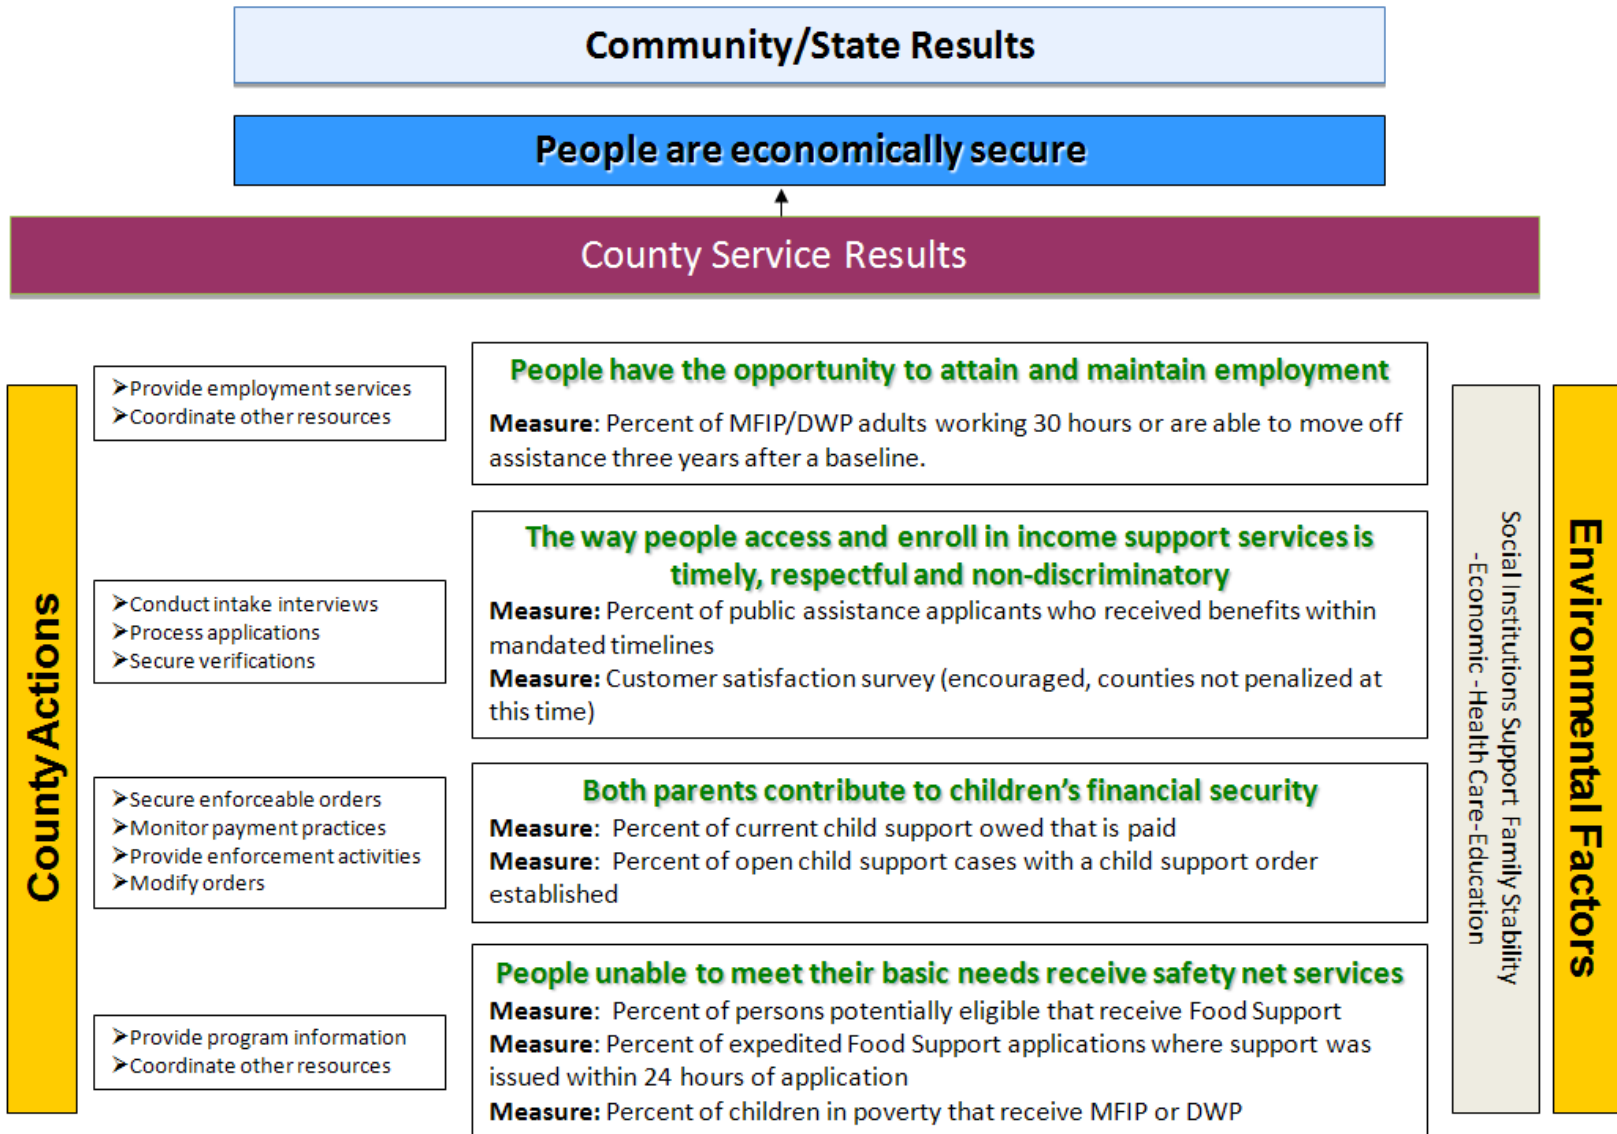 Community/State Results
People are economically secure
County Service Results
County Actions
➢Provide employment services
➢Coordinate other resources
People have the opportunity to attain and maintain employment
Measure: Percent of MFIP/DWP adults working 30 hours or are able to move off
assistance three years after a baseline.
➢Conduct intake interviews
➢Process applications
➢Secure verifications
The way people access and enroll in income support services is
timely, respectful and non-discriminatory
Measure: Percent of public assistance applicants who received benefits within
mandated timelines
Measure: Customer satisfaction survey (encouraged, counties not penalized at
this time)
➢Secure enforceable orders
➢Monitor payment practices
➢Provide enforcement activities
➢Modify orders
Both parents contribute to children’s financial security
Measure: Percent of current child support owed that is paid
Measure: Percent of open child support cases with a child support order
established
➢Provide program information
➢Coordinate other resources
People unable to meet their basic needs receive safety net services
Measure: Percent of persons potentially eligible that receive Food Support
Measure: Percent of expedited Food Support applications where support was
issued within 24 hours of application
Measure: Percent of children in poverty that receive MFIP or DWP
Social Institutions Support Family Stability
-Economic -Health Care-Education
Environmental Factors